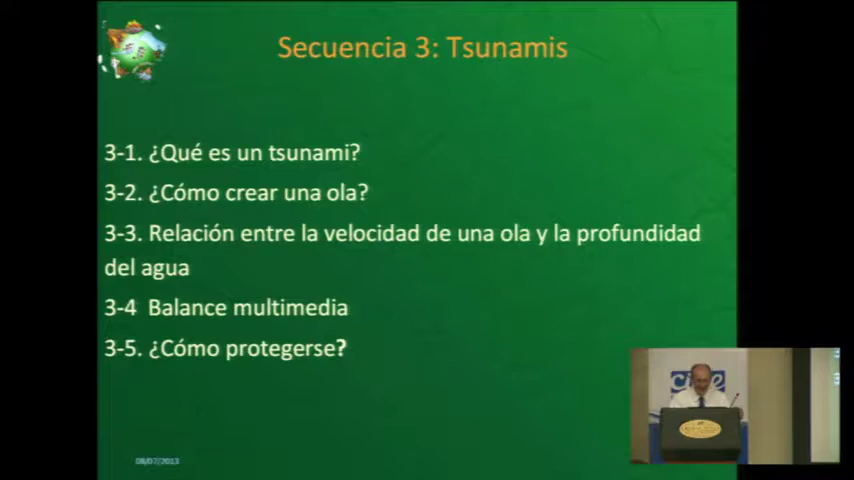 Secuencia 3: Tsunamis
3-1. ¿Qué es un tsunami?
3-2. ¿Cómo crear una ola?
3-3. Relación entre la velocidad de una ola y la profundidad
del agua
3-4 Balance multimedia
3-5. ¿Cómo protegerse?
08/07/2013